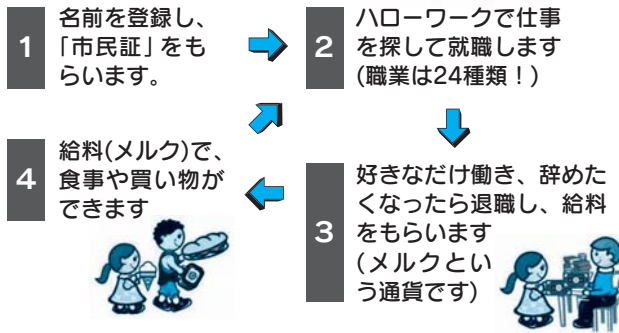 1
名前を登録し、
「市民証」をも
らいます。
2
ハローワークで仕事
を探して就職します
(職業は24種類！)
3
好きなだけ働き、辞めた
くなったら退職し、給料
をもらいます
(メルクとい
う通貨です)
4
給料(メルク)で、
食事や買い物が
できます